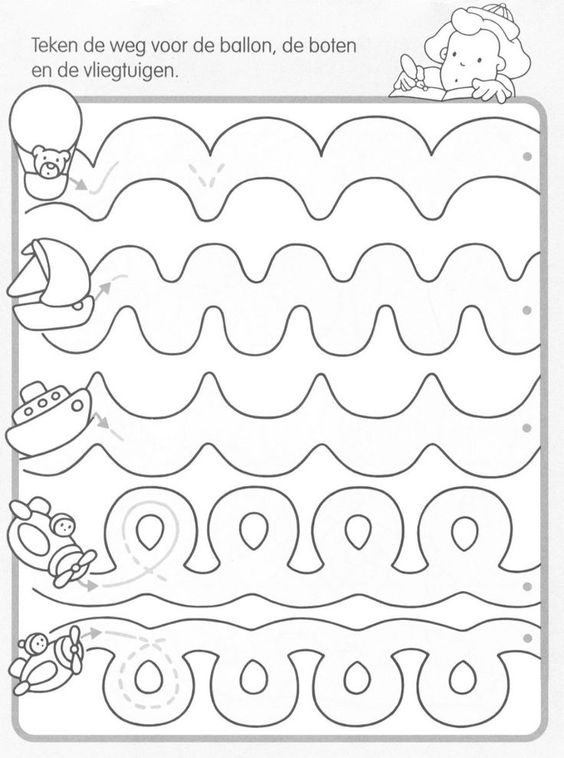 Teken de weg voor de ballon, de boten
en de vliegtuigen.